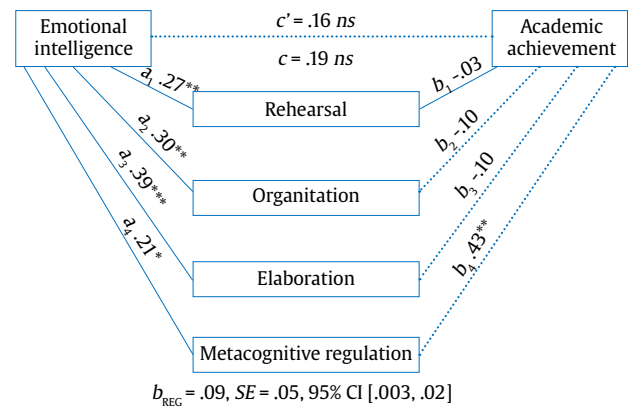 Emotional
intelligence
c' = .16 ns
c = .19 ns
Academic
achievement
a1 .27**
Rehearsal
b1 -.03
a2 .30**
Organitation
b2 -.10
a3 .39***
Elaboration
b3 -.10
a4 .21*
Metacognitive regulation
b4 .43**
bREG = .09, SE = .05, 95% CI [.003, .02]